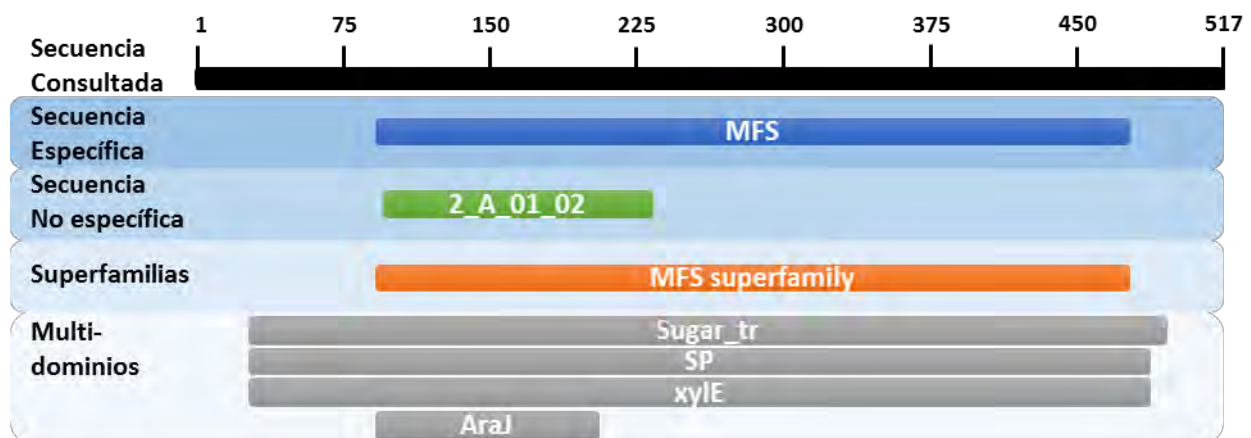 1 75 150 225 300 375 450 517
Secuencia
Consultada
Secuencia
Específica
MFS
Secuencia
No específica
2_A_01_02
Superfamilias
MFS superfamily
Multi-
dominios
Sugar_tr
SP
xylE
AraJ